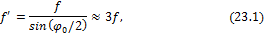 f′ = f / sin(φ₀/2) ≈ 3f, (23.1)